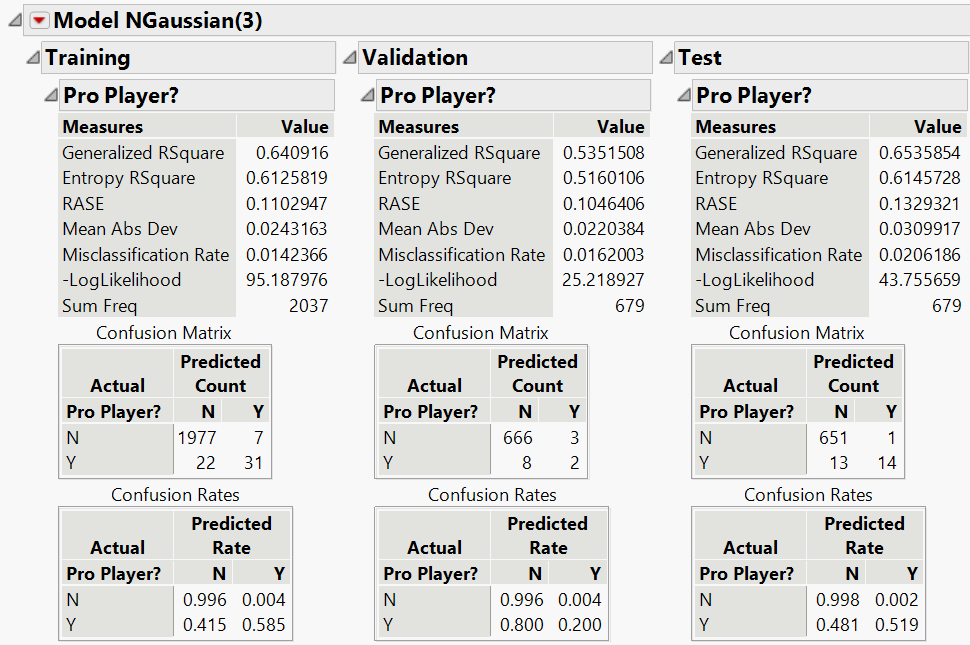 Model NGaussian(3)
Training
Pro Player?
Measures Value
Generalized RSquare 0.640916
Entropy RSquare 0.6125819
RASE 0.1102947
Mean Abs Dev 0.0243163
Misclassification Rate 0.0142366
-LogLikelihood 95.187976
Sum Freq 2037
Confusion Matrix
Predicted
Actual Count
Pro Player? N Y
N 1977 7
Y 22 31
Confusion Rates
Predicted
Actual Rate
Pro Player? N Y
N 0.996 0.004
Y 0.415 0.585
Validation
Pro Player?
Measures Value
Generalized RSquare 0.5351508
Entropy RSquare 0.5160106
RASE 0.1046406
Mean Abs Dev 0.0220384
Misclassification Rate 0.0162003
-LogLikelihood 25.218927
Sum Freq 679
Confusion Matrix
Predicted
Actual Count
Pro Player? N Y
N 666 3
Y 8 2
Confusion Rates
Predicted
Actual Rate
Pro Player? N Y
N 0.996 0.004
Y 0.800 0.200
Test
Pro Player?
Measures Value
Generalized RSquare 0.6535854
Entropy RSquare 0.6145728
RASE 0.1329321
Mean Abs Dev 0.0309917
Misclassification Rate 0.0206186
-LogLikelihood 43.755659
Sum Freq 679
Confusion Matrix
Predicted
Actual Count
Pro Player? N Y
N 651 1
Y 13 14
Confusion Rates
Predicted
Actual Rate
Pro Player? N Y
N 0.998 0.002
Y 0.481 0.519